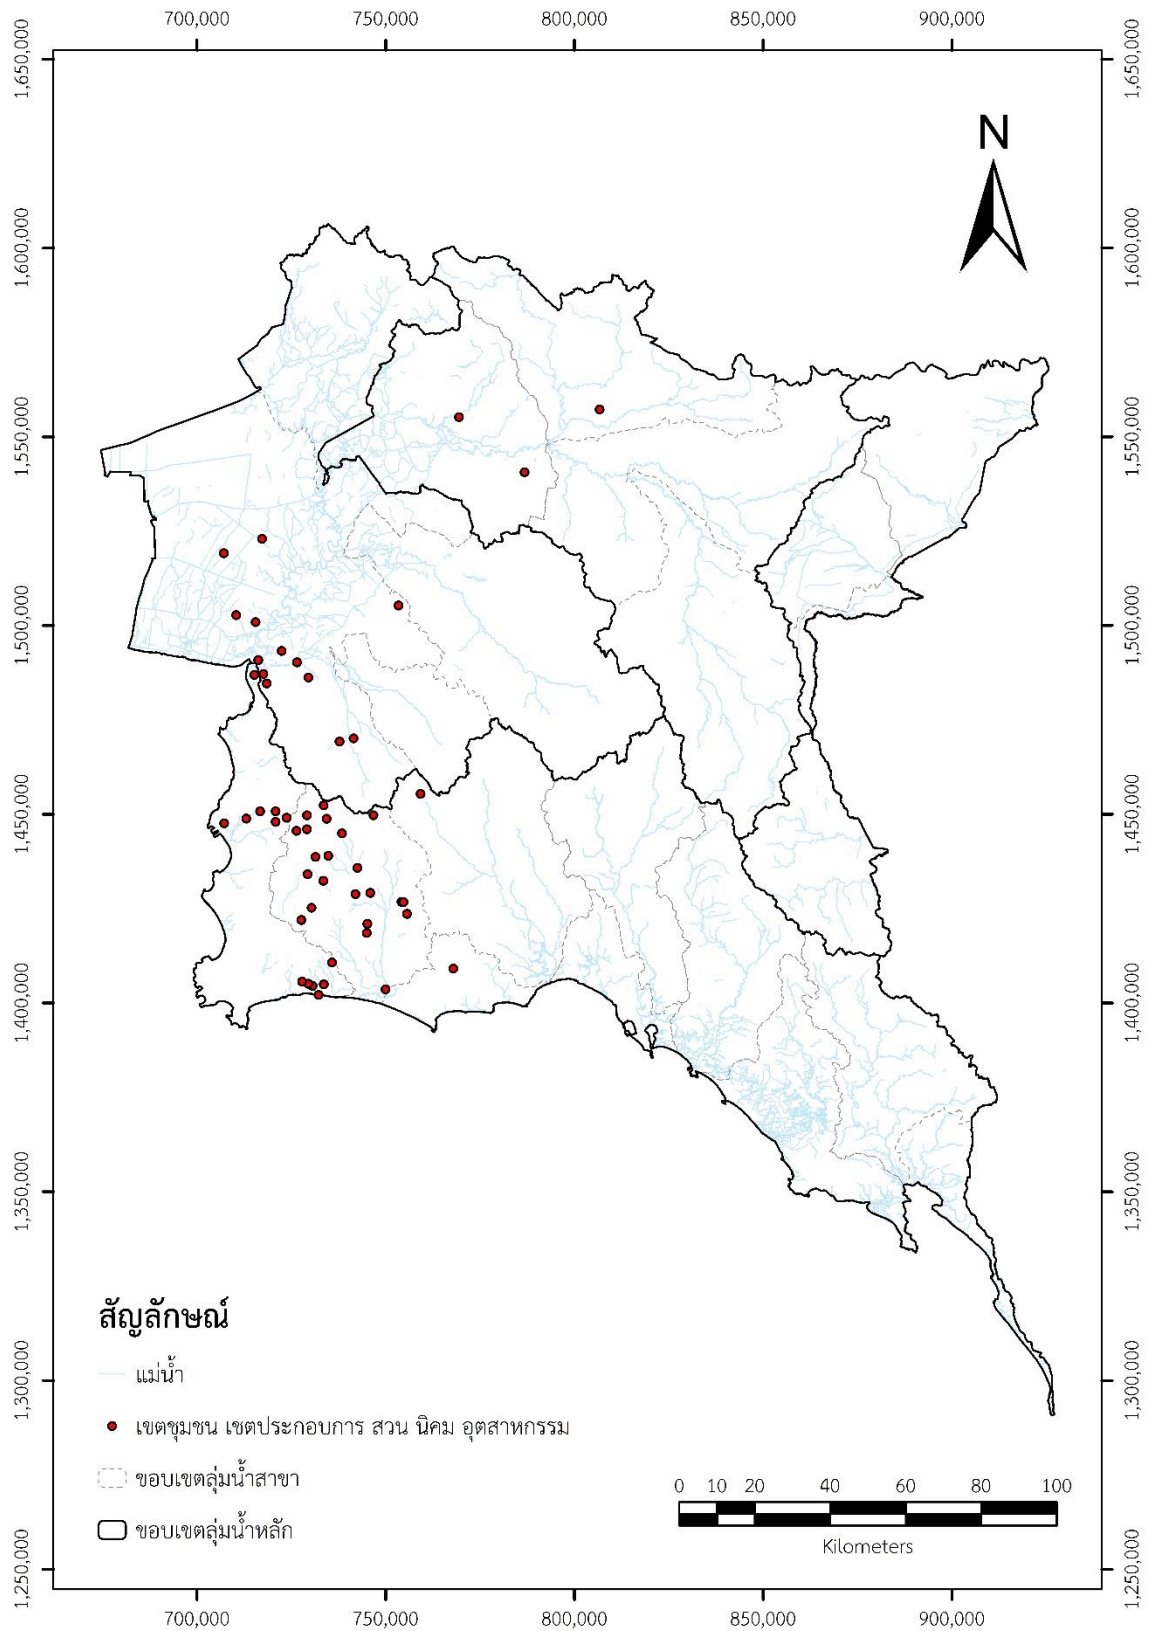 700,000 750,000 800,000 850,000 900,000
1,650,000 1,650,000
N
1,600,000 1,600,000
1,550,000 1,550,000
1,500,000 1,500,000
1,450,000 1,450,000
1,400,000 1,400,000
1,350,000 1,350,000
1,300,000 1,300,000
1,250,000 1,250,000
สัญลักษณ์
แม่น้ำ
เขตชุมชน เขตประกอบการ สวน นิคม อุตสาหกรรม
ขอบเขตลุ่มน้ำสาขา
ขอบเขตลุ่มน้ำหลัก
0 10 20 40 60 80 100
Kilometers
700,000 750,000 800,000 850,000 900,000